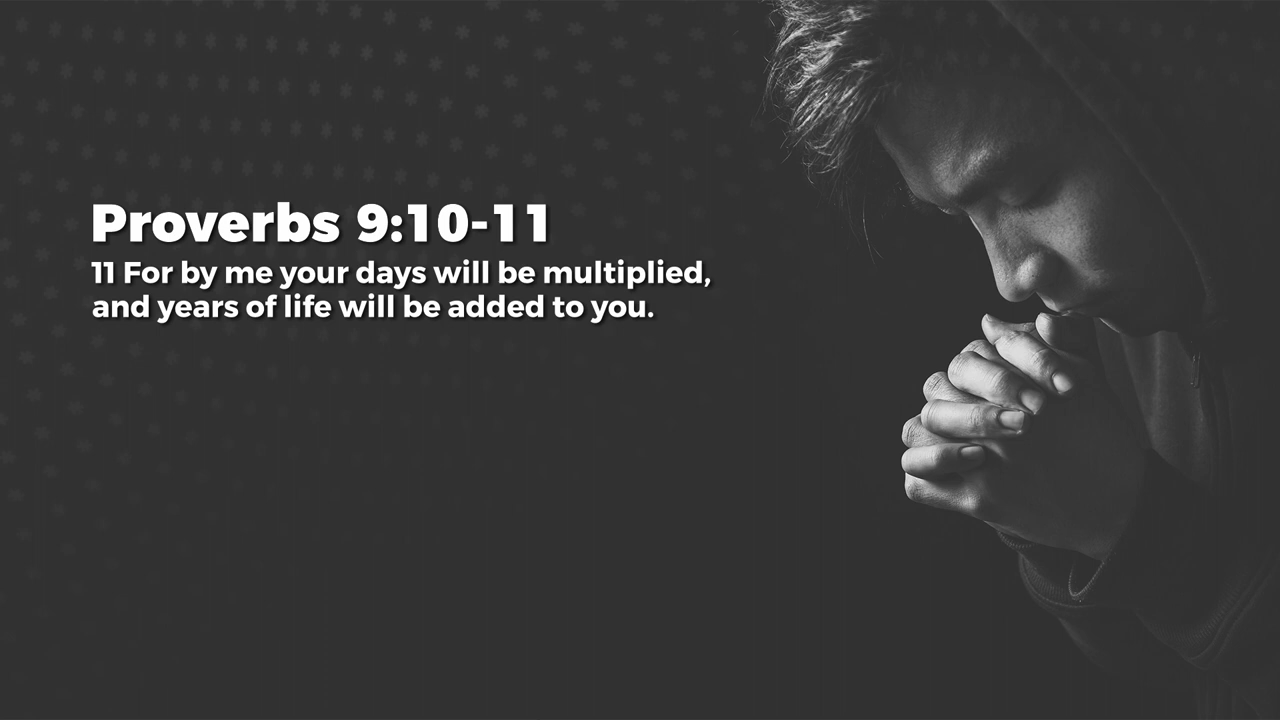 Proverbs 9:10-11
11 For by me your days will be multiplied,
and years of life will be added to you.